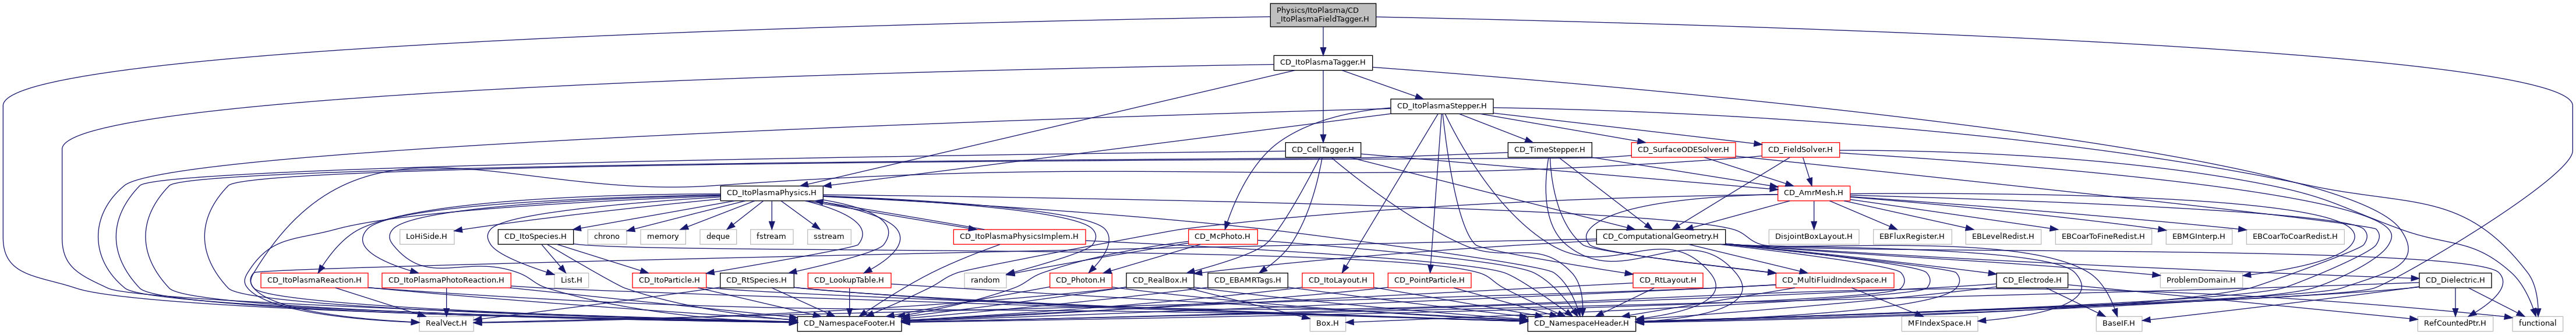 Physics/ItoPlasma/CD
_ItoPlasmaFieldTagger.H
CD_ItoPlasmaTagger.H
CD_ItoPlasmaStepper.H
CD_CellTagger.H
CD_TimeStepper.H
CD_SurfaceODESolver.H
CD_FieldSolver.H
CD_ItoPlasmaPhysics.H
CD_AmrMesh.H
LoHiSide.H
CD_ItoSpecies.H
chrono
memory
deque
fstream
sstream
CD_ItoPlasmaPhysicsImplem.H
CD_McPhoto.H
CD_ComputationalGeometry.H
DisjointBoxLayout.H
EBFluxRegister.H
EBLevelRedist.H
EBCoarToFineRedist.H
EBMGInterp.H
EBCoarToCoarRedist.H
CD_ItoPlasmaReaction.H
CD_ItoPlasmaPhotoReaction.H
List.H
CD_ItoParticle.H
CD_RtSpecies.H
CD_LookupTable.H
random
CD_Photon.H
CD_RealBox.H
CD_EBAMRTags.H
CD_ItoLayout.H
CD_PointParticle.H
CD_RtLayout.H
CD_MultiFluidIndexSpace.H
CD_Electrode.H
ProblemDomain.H
CD_Dielectric.H
RealVect.H
CD_NamespaceFooter.H
Box.H
CD_NamespaceHeader.H
MFIndexSpace.H
BaseIF.H
RefCountedPtr.H
functional